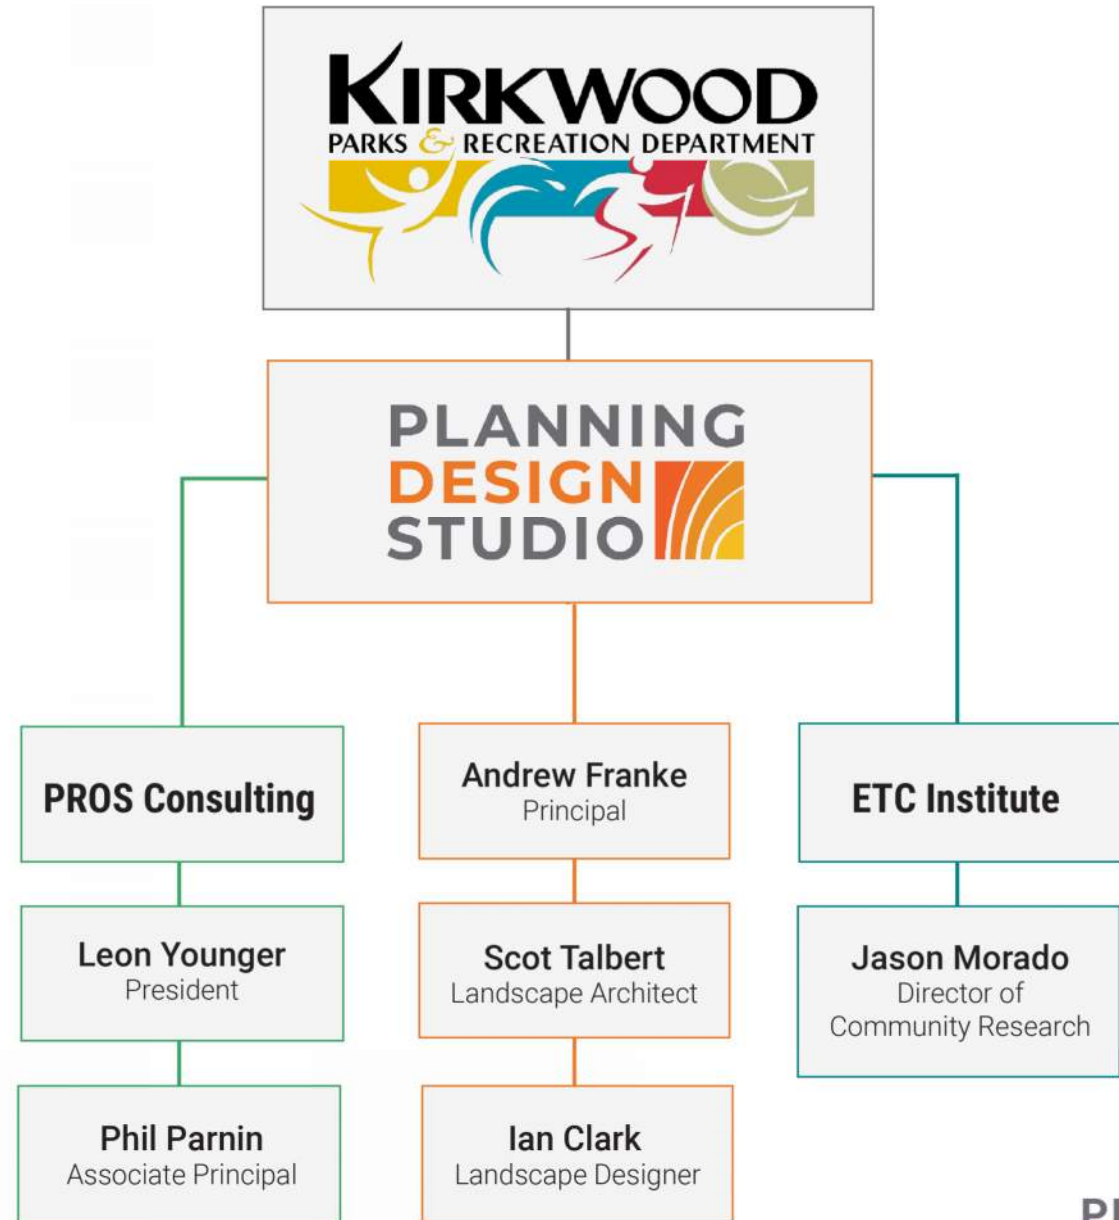 KIRKWOOD
PARKS & RECREATION DEPARTMENT
PLANNING
DESIGN
STUDIO
PROS Consulting
Leon Younger
President
Phil Parnin
Associate Principal
Andrew Franke
Principal
Scot Talbert
Landscape Architect
Ian Clark
Landscape Designer
ETC Institute
Jason Morado
Director of
Community Research